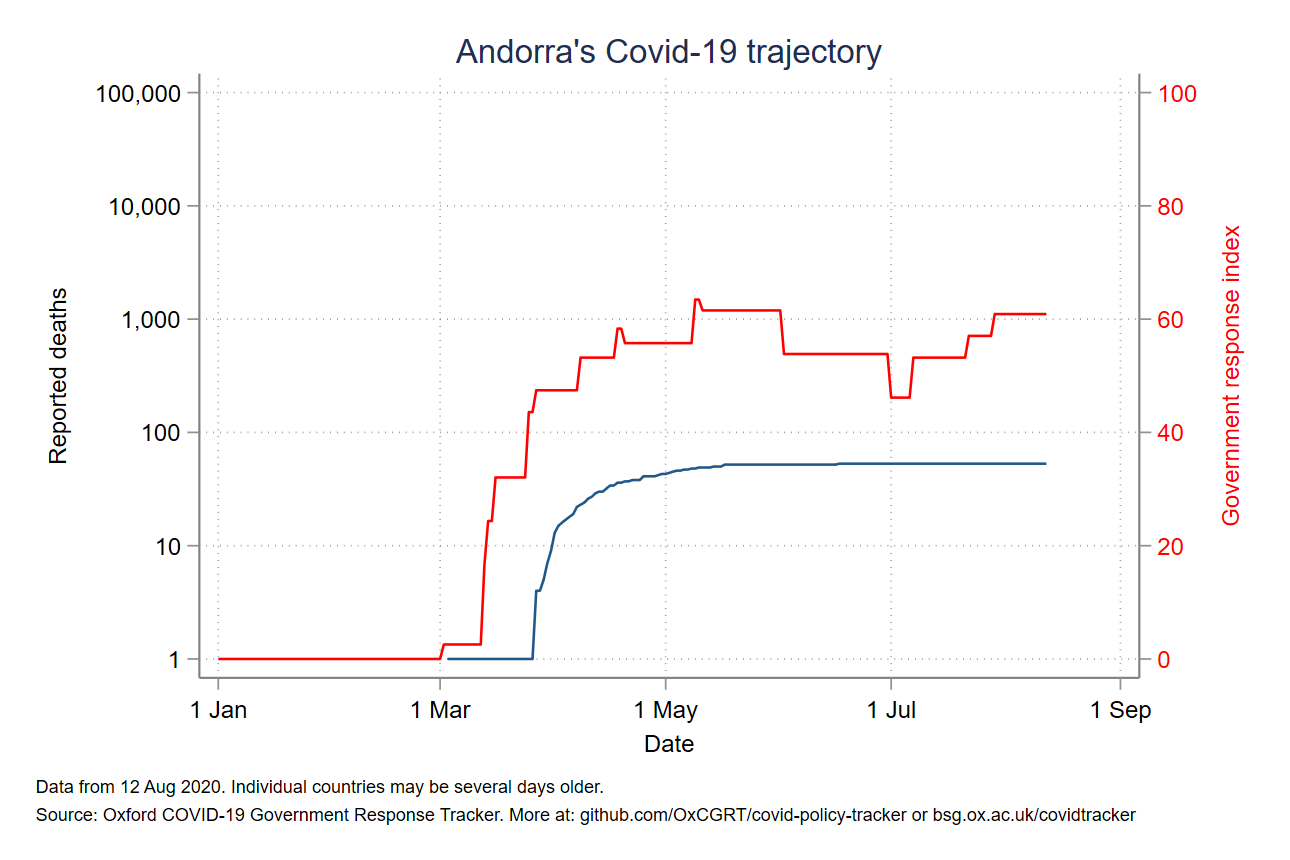 Andorra's Covid-19 trajectory
100,000
10,000
1,000
100
10
1
Reported deaths
100
80
60
40
20
0
Government response index
1 Jan 1 Mar 1 May 1 Jul 1 Sep
Date
Data from 12 Aug 2020. Individual countries may be several days older.
Source: Oxford COVID-19 Government Response Tracker. More at: github.com/OxCGRT/covid-policy-tracker or bsg.ox.ac.uk/covidtracker